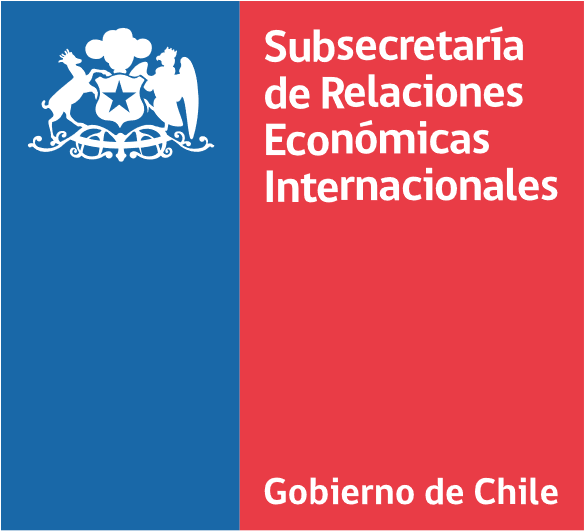 Subsecretaría
de Relaciones
Económicas
Internacionales
Gobierno de Chile